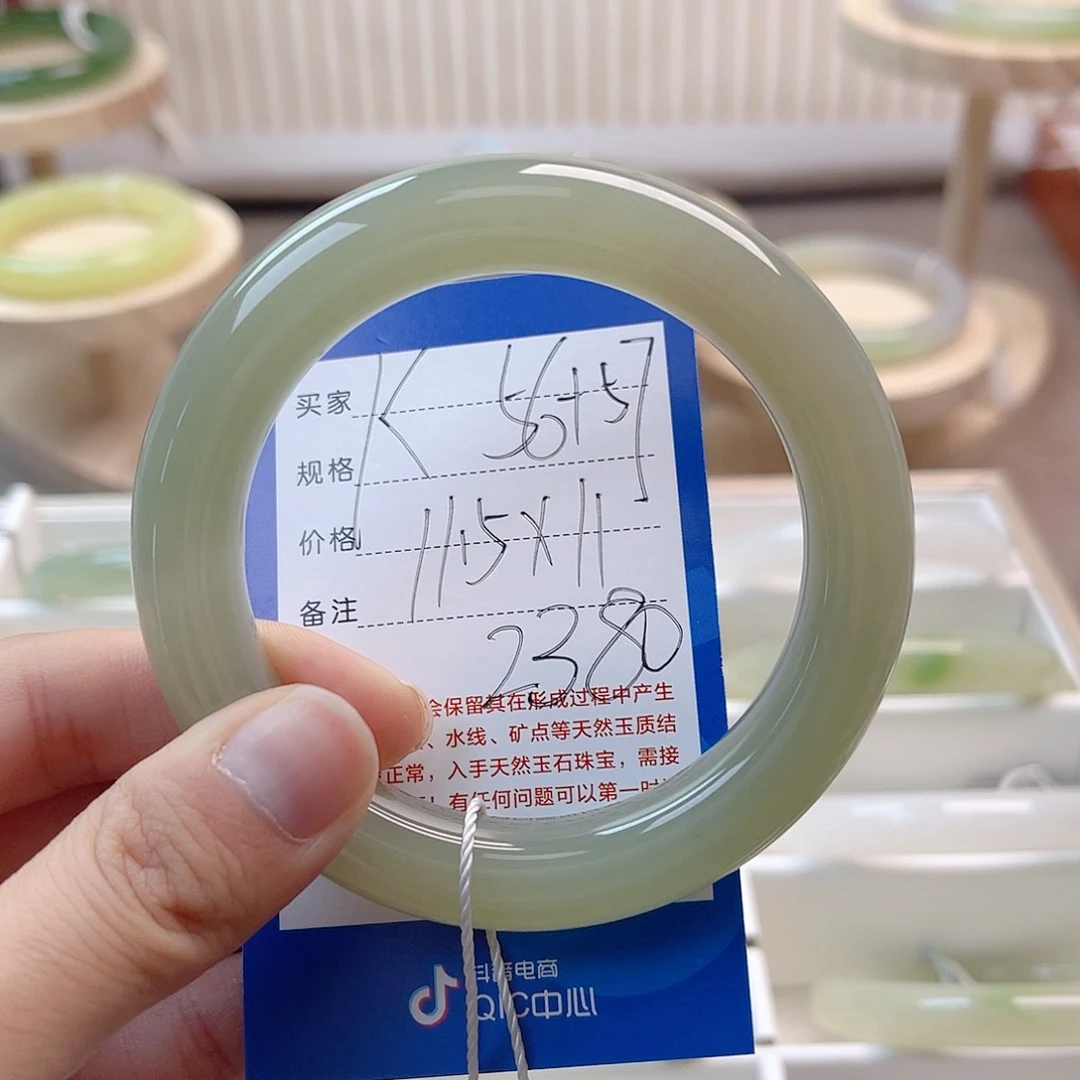 买家 K 56+57
规格
价格 11.5×11
备注
2380
会保留其在形成过程中产生
、水线、矿点等天然玉质结
正常，入手天然玉石珠宝，需接
！有任何问题可以第一时
抖音电商
QIC中心